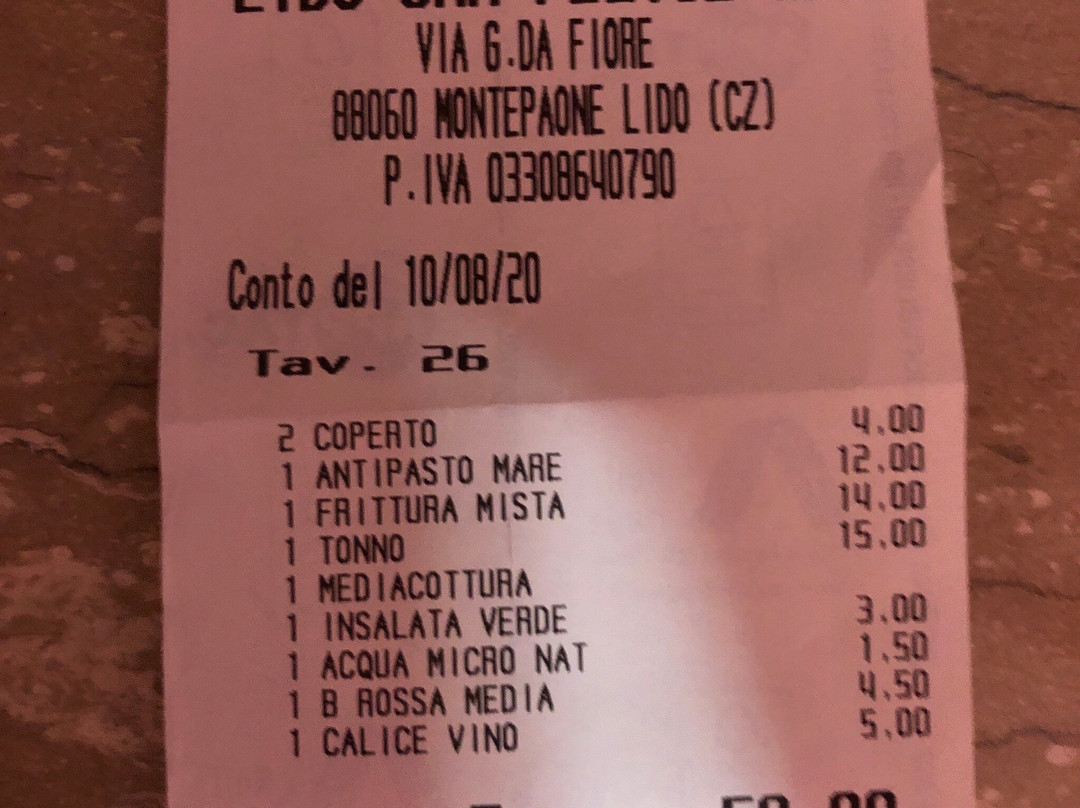 VIA G.DA FIORE
88060 MONTEPAONE LIDO (CZ)
P.IVA 03308640790
Conto del 10/08/20
Tav. 26
2 COPERTO 4.00
1 ANTIPASTO MARE 12.00
1 FRITTURA MISTA 14.00
1 TONNO 15.00
1 MEDIACOTTURA
1 INSALATA VERDE 3.00
1 ACQUA MICRO NAT 1.50
1 B ROSSA MEDIA 4.50
1 CALICE VINO 5.00